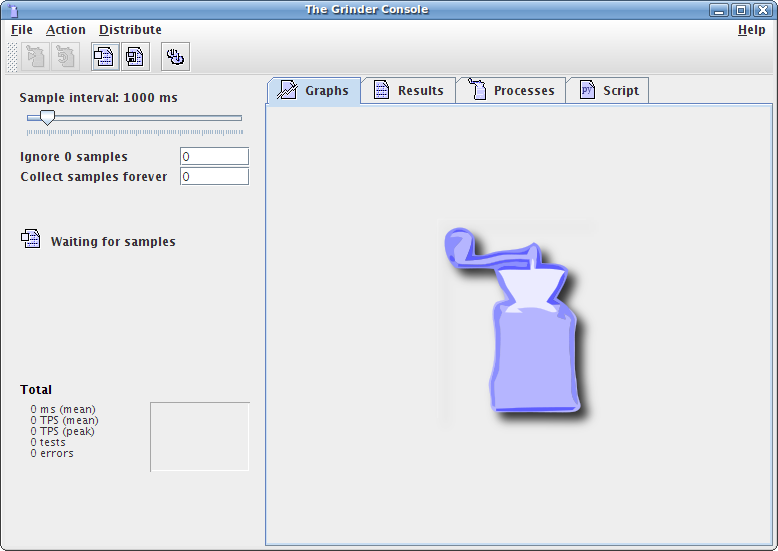 The Grinder Console
File Action Distribute Help
Graphs Results Processes Script
Sample interval: 1000 ms
Ignore 0 samples 0
Collect samples forever 0
Waiting for samples
Total
0 ms (mean)
0 TPS (mean)
0 TPS (peak)
0 tests
0 errors